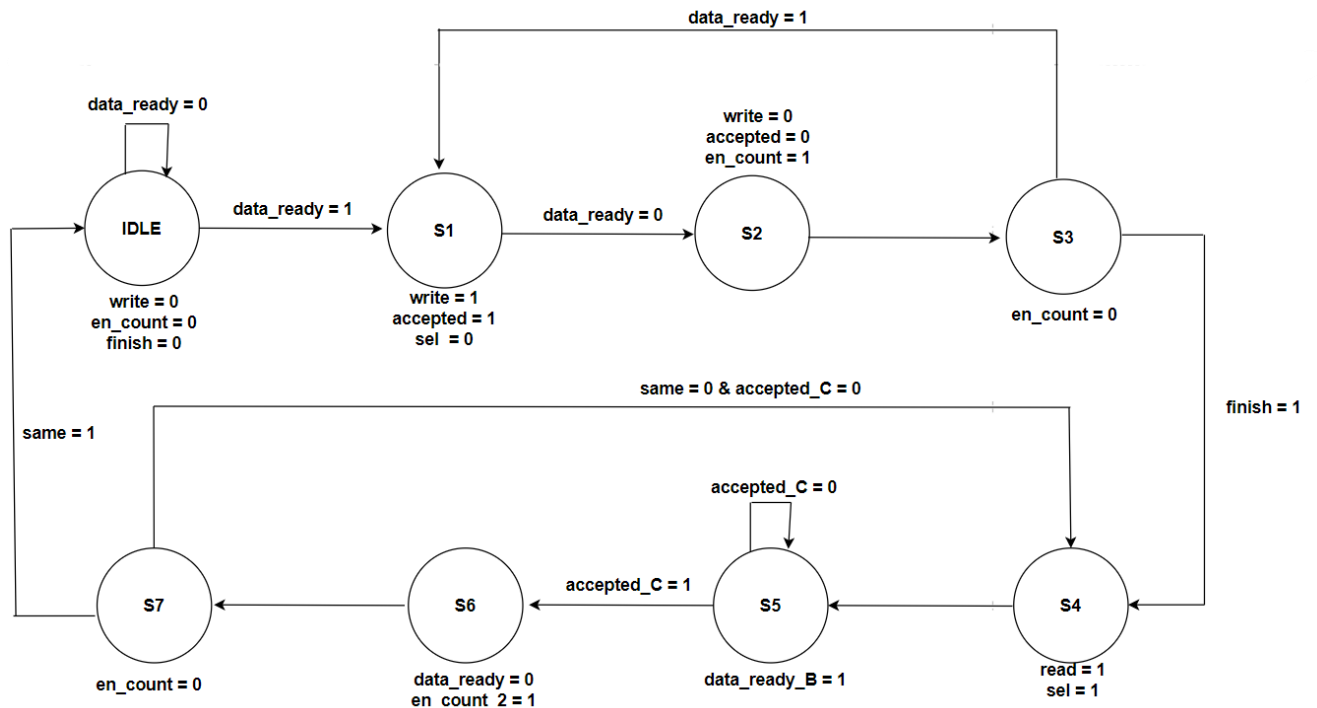 data_ready = 1
data_ready = 0
write = 0
accepted = 0
en_count = 1
IDLE
data_ready = 1
S1
data_ready = 0
S2
S3
write = 0
en_count = 0
finish = 0
write = 1
accepted = 1
sel = 0
en_count = 0
same = 0 & accepted_C = 0
finish = 1
same = 1
accepted_C = 0
S7
S6
accepted_C = 1
S5
S4
en_count = 0
data_ready = 0
en_count_2 = 1
data_ready_B = 1
read = 1
sel = 1